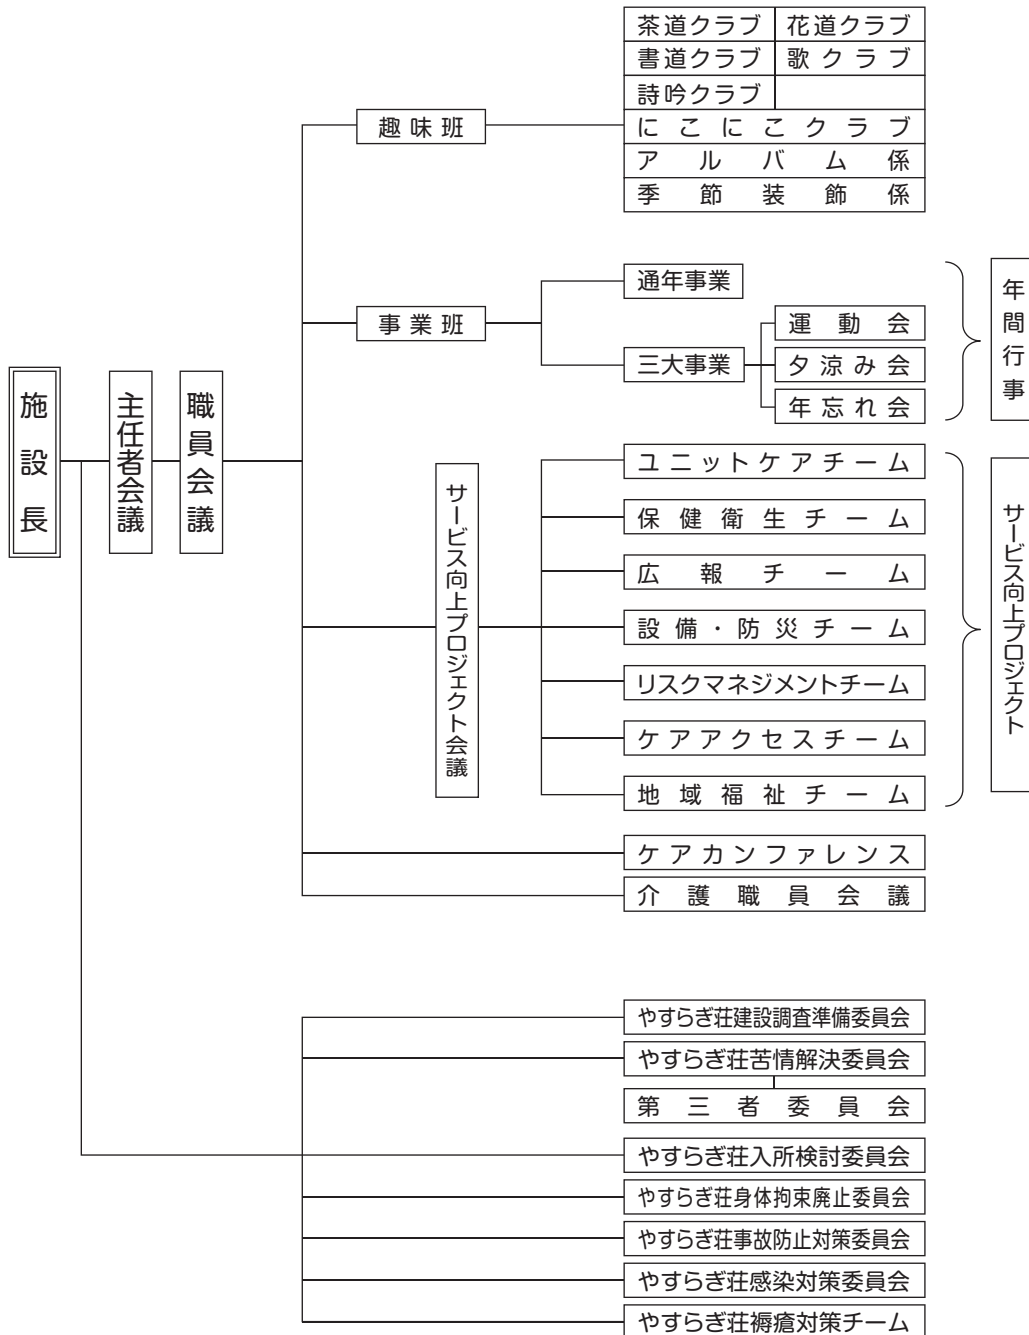 施設長
主任者会議
職員会議
趣味班
茶道クラブ 花道クラブ
書道クラブ 歌クラブ
詩吟クラブ
にこにこクラブ
アルバム係
季節装飾係
事業班
通年事業
三大事業
運動会
夕涼み会
年忘れ会
年間行事
サービス向上プロジェクト会議
ユニットケアチーム
保健衛生チーム
広報チーム
設備・防災チーム
リスクマネジメントチーム
ケアアクセスチーム
地域福祉チーム
サービス向上プロジェクト
ケアカンファレンス
介護職員会議
やすらぎ荘建設調査準備委員会
やすらぎ荘苦情解決委員会
第三者委員会
やすらぎ荘入所検討委員会
やすらぎ荘身体拘束廃止委員会
やすらぎ荘事故防止対策委員会
やすらぎ荘感染対策委員会
やすらぎ荘褥瘡対策チーム